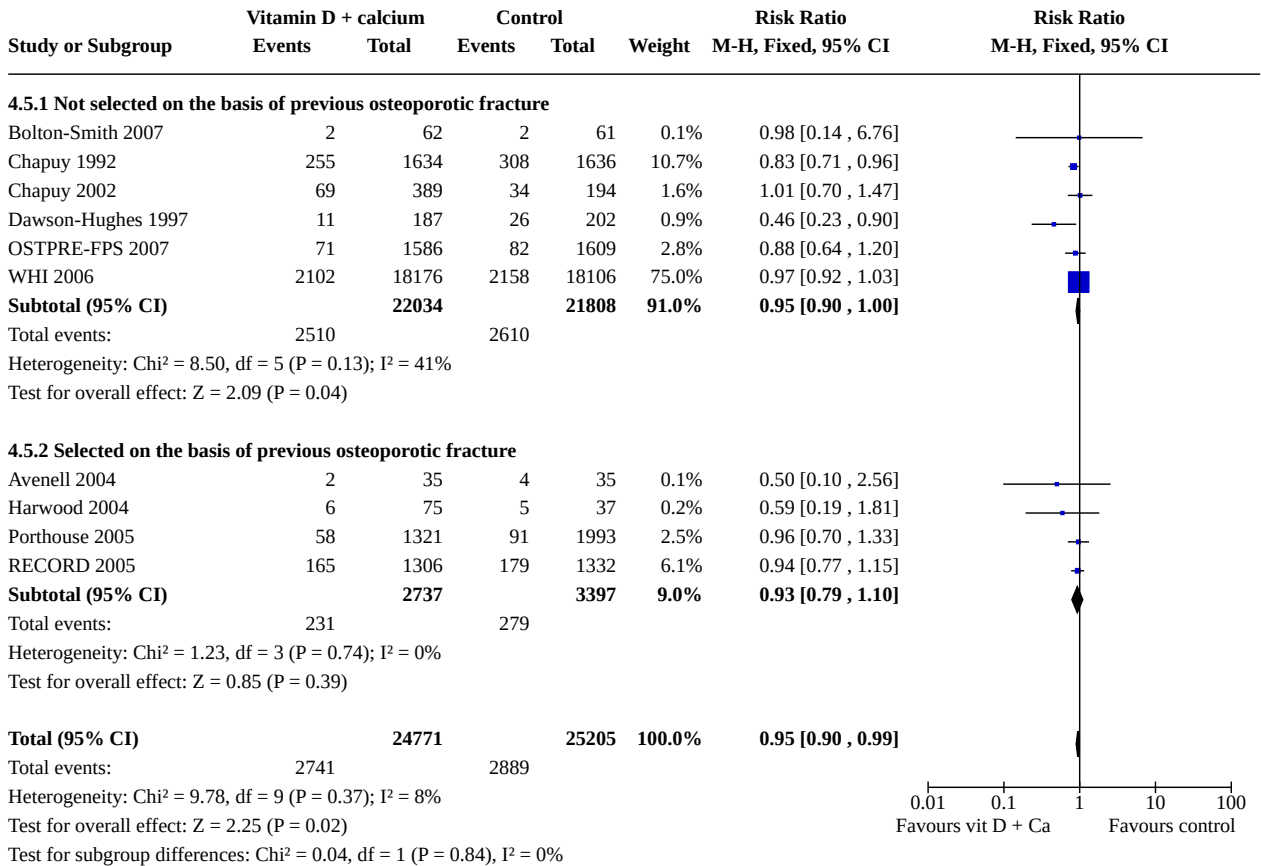 Vitamin D + calcium Control Risk Ratio Risk Ratio
Study or Subgroup Events Total Events Total Weight M-H, Fixed, 95% CI M-H, Fixed, 95% CI
4.5.1 Not selected on the basis of previous osteoporotic fracture
Bolton-Smith 2007 2 62 2 61 0.1% 0.98 [0.14 , 6.76]
Chapuy 1992 255 1634 308 1636 10.7% 0.83 [0.71 , 0.96]
Chapuy 2002 69 389 34 194 1.6% 1.01 [0.70 , 1.47]
Dawson-Hughes 1997 11 187 26 202 0.9% 0.46 [0.23 , 0.90]
OSTPRE-FPS 2007 71 1586 82 1609 2.8% 0.88 [0.64 , 1.20]
WHI 2006 2102 18176 2158 18106 75.0% 0.97 [0.92 , 1.03]
Subtotal (95% CI) 22034 21808 91.0% 0.95 [0.90 , 1.00]
Total events: 2510 2610
Heterogeneity: Chi² = 8.50, df = 5 (P = 0.13); I² = 41%
Test for overall effect: Z = 2.09 (P = 0.04)
4.5.2 Selected on the basis of previous osteoporotic fracture
Avenell 2004 2 35 4 35 0.1% 0.50 [0.10 , 2.56]
Harwood 2004 6 75 5 37 0.2% 0.59 [0.19 , 1.81]
Porthouse 2005 58 1321 91 1993 2.5% 0.96 [0.70 , 1.33]
RECORD 2005 165 1306 179 1332 6.1% 0.94 [0.77 , 1.15]
Subtotal (95% CI) 2737 3397 9.0% 0.93 [0.79 , 1.10]
Total events: 231 279
Heterogeneity: Chi² = 1.23, df = 3 (P = 0.74); I² = 0%
Test for overall effect: Z = 0.85 (P = 0.39)
Total (95% CI) 24771 25205 100.0% 0.95 [0.90 , 0.99]
Total events: 2741 2889
Heterogeneity: Chi² = 9.78, df = 9 (P = 0.37); I² = 8%
Test for overall effect: Z = 2.25 (P = 0.02)
Test for subgroup differences: Chi² = 0.04, df = 1 (P = 0.84), I² = 0%
0.01 0.1 1 10 100
Favours vit D + Ca Favours control